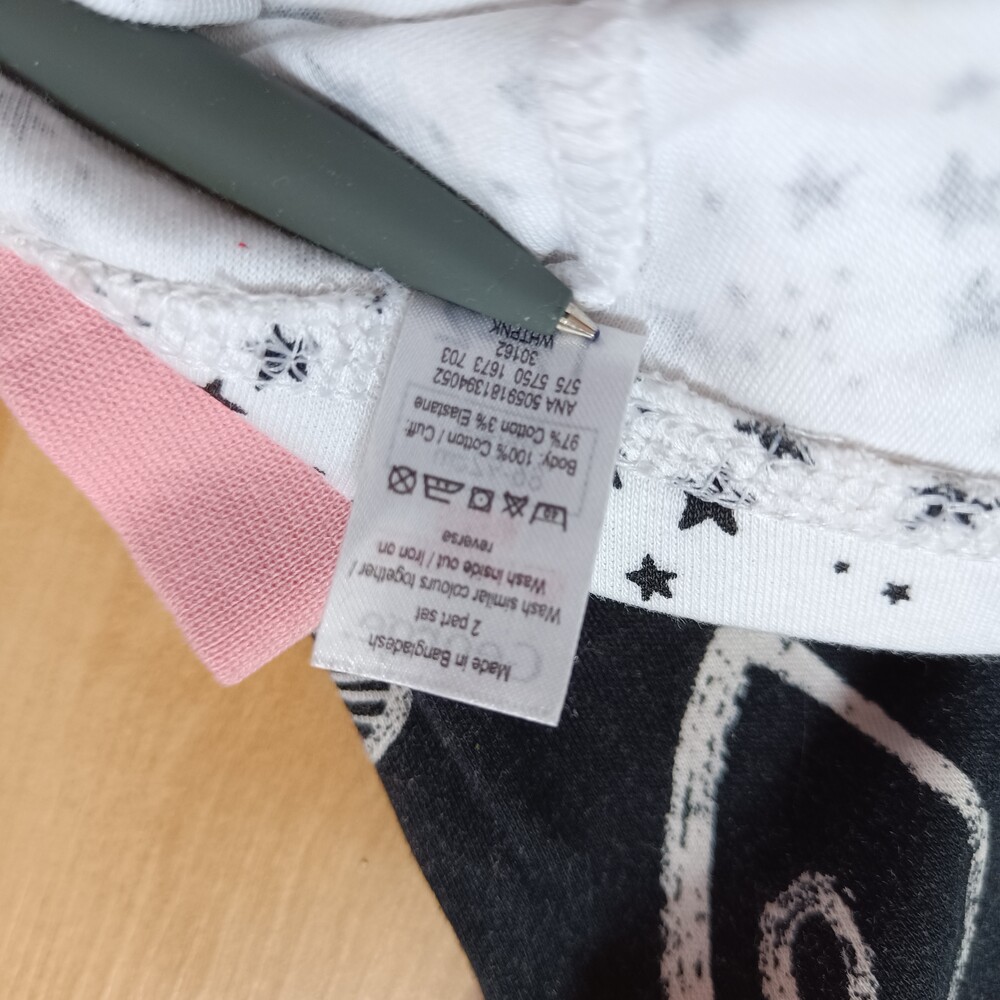 Made in Bangladesh
2 part set
Wash similar colours together /
Wash inside out / Iron on
reverse
Body: 100% Cotton / Cuff:
97% Cotton 3% Elastane
ANA 5059181394052
575 5750 1673 703
30162
WHTPNK